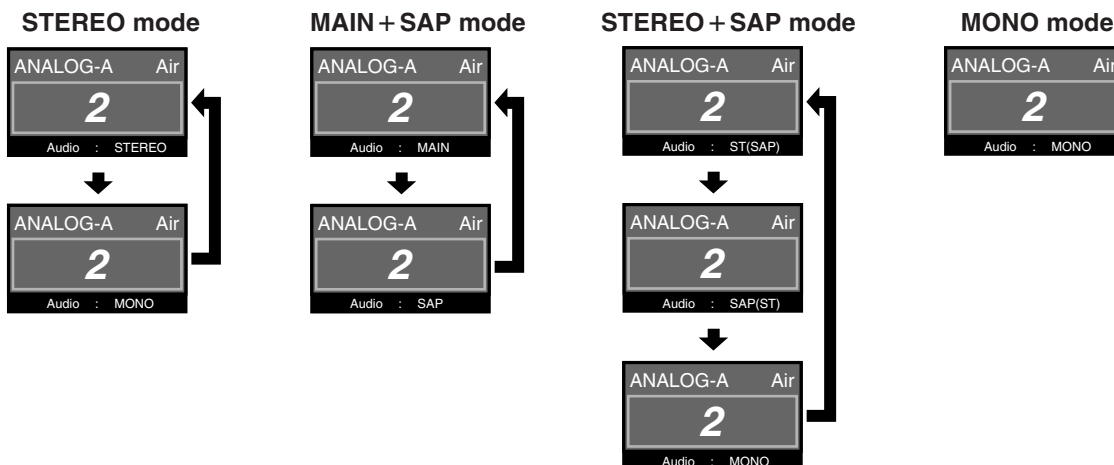 STEREO mode
ANALOG-A Air
2
Audio : STEREO
ANALOG-A Air
2
Audio : MONO
MAIN+SAP mode
ANALOG-A Air
2
Audio : MAIN
ANALOG-A Air
2
Audio : SAP
STEREO+SAP mode
ANALOG-A Air
2
Audio : ST(SAP)
ANALOG-A Air
2
Audio : SAP(ST)
ANALOG-A Air
2
Audio : MONO
MONO mode
ANALOG-A Air
2
Audio : MONO